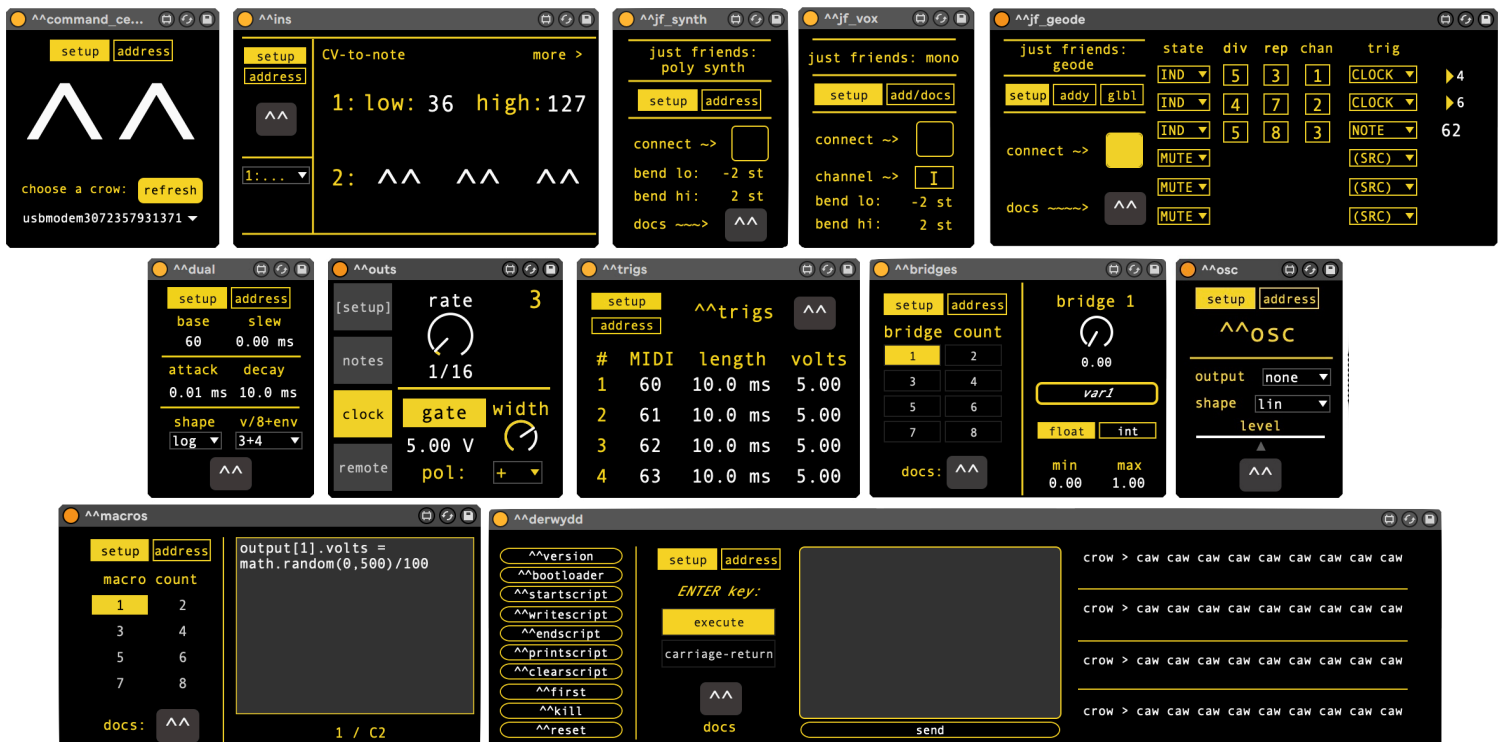 ^^command_ce...
setup address
^^
choose a crow: refresh
usbmodem3072357931371
^^ins
setup
address
^^
1:...
CV-to-note more >
1: low: 36 high: 127
2: ^^ ^^ ^^
^^jf_synth
just friends:
poly synth
setup address
connect ~>
bend lo: -2 st
bend hi: 2 st
docs ~~~> ^^
^^jf_vox
just friends: mono
setup add/docs
connect ~>
channel ~> I
bend lo: -2 st
bend hi: 2 st
^^jf_geode
just friends:
geode
setup addy glbl
connect ~>
docs ~~~~> ^^
state div rep chan trig
IND 5 3 1 CLOCK 4
IND 4 7 2 CLOCK 6
IND 5 8 3 NOTE 62
MUTE (SRC)
MUTE (SRC)
MUTE (SRC)
^^dual
setup address
base slew
60 0.00 ms
attack decay
0.01 ms 10.0 ms
shape v/8+env
log 3+4
^^
^^outs
[setup]
notes
clock
remote
rate 3
1/16
gate width
5.00 V
pol: +
^^trigs
setup
address
^^trigs ^^
# MIDI length volts
1 60 10.0 ms 5.00
2 61 10.0 ms 5.00
3 62 10.0 ms 5.00
4 63 10.0 ms 5.00
^^bridges
setup address
bridge count
1 2
3 4
5 6
7 8
docs: ^^
bridge 1
0.00
var1
float int
min max
0.00 1.00
^^osc
setup address
^^osc
output none
shape lin
level
^^
^^macros
setup address
macro count
1 2
3 4
5 6
7 8
docs: ^^
output[1].volts =
math.random(0,500)/100
1 / C2
^^derwydd
^^version
^^bootloader
^^startscript
^^writescript
^^endscript
^^printscript
^^clearscript
^^first
^^kill
^^reset
setup address
ENTER key:
execute
carriage-return
^^
docs
send
crow > caw caw caw caw caw caw caw caw caw
crow > caw caw caw caw caw caw caw caw caw
crow > caw caw caw caw caw caw caw caw caw
crow > caw caw caw caw caw caw caw caw caw